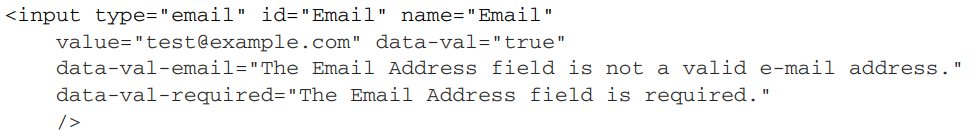 <input type="email" id="Email" name="Email"
    value="test@example.com" data-val="true"
    data-val-email="The Email Address field is not a valid e-mail address."
    data-val-required="The Email Address field is required."
    />